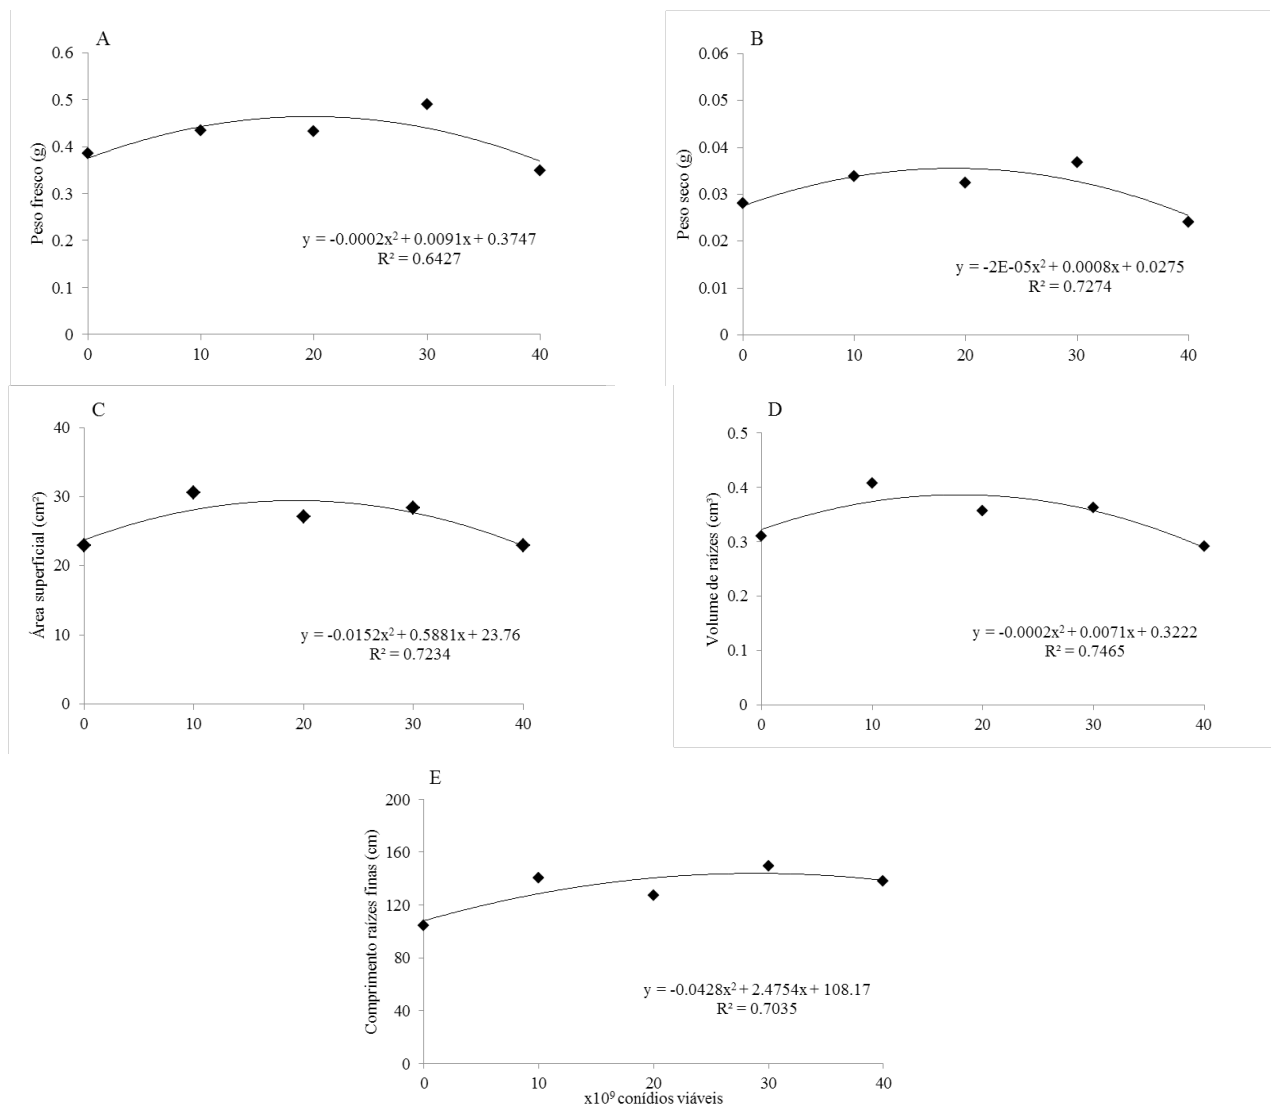 A
Peso fresco (g)
0.6
0.5
0.4
0.3
0.2
0.1
0
y = -0.0002x² + 0.0091x + 0.3747
R² = 0.6427
0 10 20 30 40
B
Peso seco (g)
0.06
0.05
0.04
0.03
0.02
0.01
0
y = -2E-05x² + 0.0008x + 0.0275
R² = 0.7274
0 10 20 30 40
C
Área superficial (cm²)
40
30
20
10
0
y = -0.0152x² + 0.5881x + 23.76
R² = 0.7234
0 10 20 30 40
D
Volume de raízes (cm³)
0.5
0.4
0.3
0.2
0.1
0
y = -0.0002x² + 0.0071x + 0.3222
R² = 0.7465
0 10 20 30 40
E
Comprimento raízes finas (cm)
200
160
120
80
40
0
y = -0.0428x² + 2.4754x + 108.17
R² = 0.7035
0 10 20 30 40
x10⁹ conídios viáveis